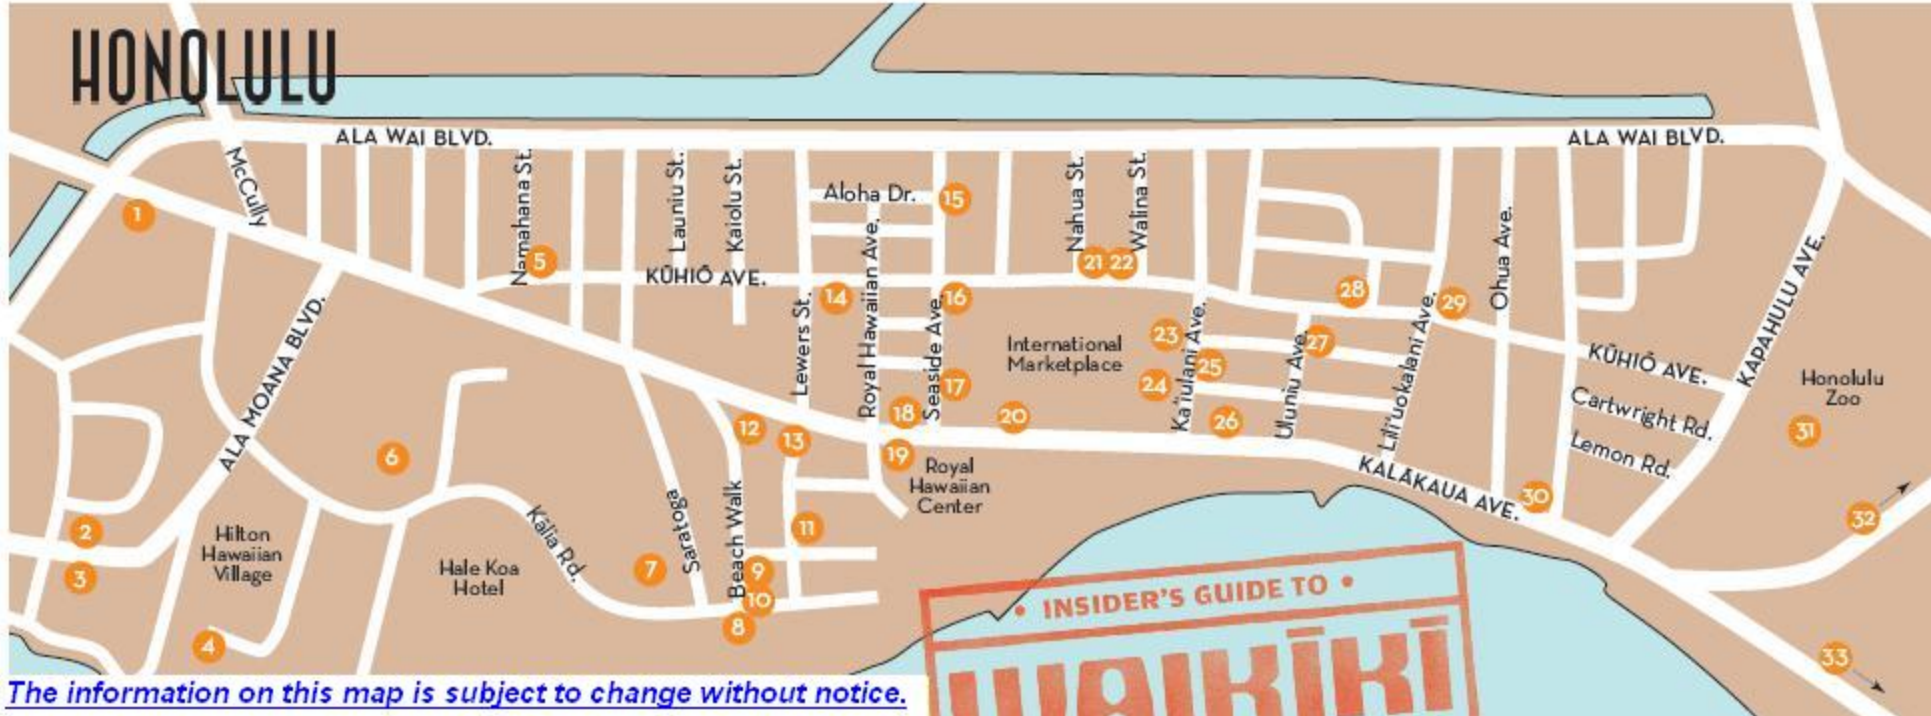 HONOLULU
ALA WAI BLVD.
ALA WAI BLVD.
McCully
Namahana St.
Launiu St.
Kaiolu St.
Aloha Dr.
Nahua St.
Walina St.
Ohua Ave.
KAPAHULU AVE.
1
15
5
21
22
KŪHIŌ AVE.
14
16
28
29
Lewers St.
Royal Hawaiian Ave.
Seaside Ave.
International
Marketplace
23
Ka'iulani Ave.
25
24
27
Uluniu Ave.
Lili'uokalani Ave.
KŪHIŌ AVE.
Cartwright Rd.
Lemon Rd.
Honolulu
Zoo
31
ALA MOANA BLVD.
17
18
20
26
12
13
19
6
Royal
Hawaiian
Center
KALĀKAUA AVE.
30
32
2
3
Hilton
Hawaiian
Village
Hale Koa
Hotel
Kālia Rd.
Saratoga
Beach Walk
11
7
9
10
8
4
33
• INSIDER'S GUIDE TO •
WAIKĪKĪ
The information on this map is subject to change without notice.